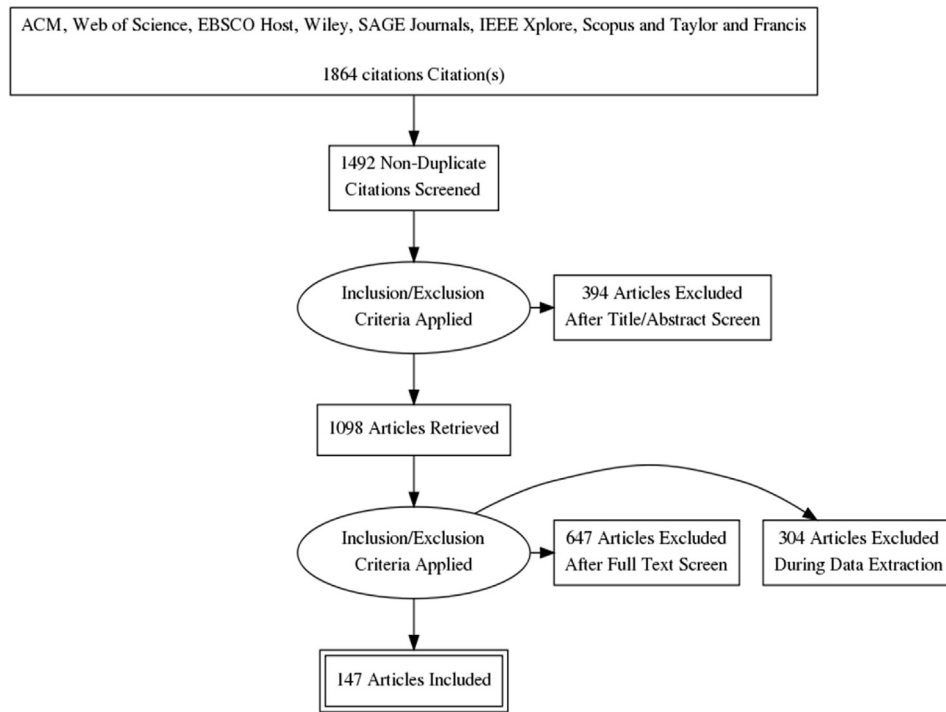 ACM, Web of Science, EBSCO Host, Wiley, SAGE Journals, IEEE Xplore, Scopus and Taylor and Francis
1864 citations Citation(s)
1492 Non-Duplicate
Citations Screened
Inclusion/Exclusion
Criteria Applied
394 Articles Excluded
After Title/Abstract Screen
1098 Articles Retrieved
Inclusion/Exclusion
Criteria Applied
647 Articles Excluded
After Full Text Screen
304 Articles Excluded
During Data Extraction
147 Articles Included